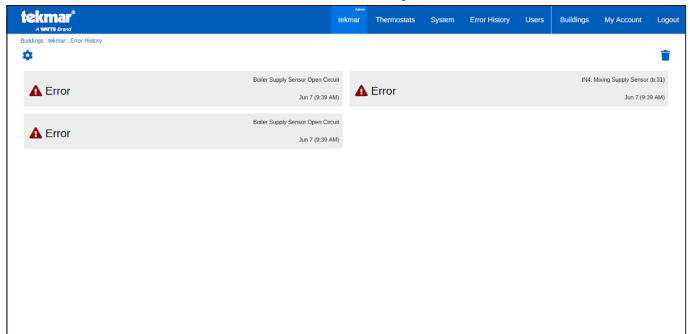 tekmar®
A WATTS Brand
Admin
tekmar Thermostats System Error History Users Buildings My Account Logout
Buildings : tekmar : Error History
Error
Boiler Supply Sensor Open Circuit
Jun 7 (9:39 AM)
Error
IN4: Mixing Supply Sensor (b:31)
Jun 7 (9:39 AM)
Error
Boiler Supply Sensor Open Circuit
Jun 7 (9:39 AM)